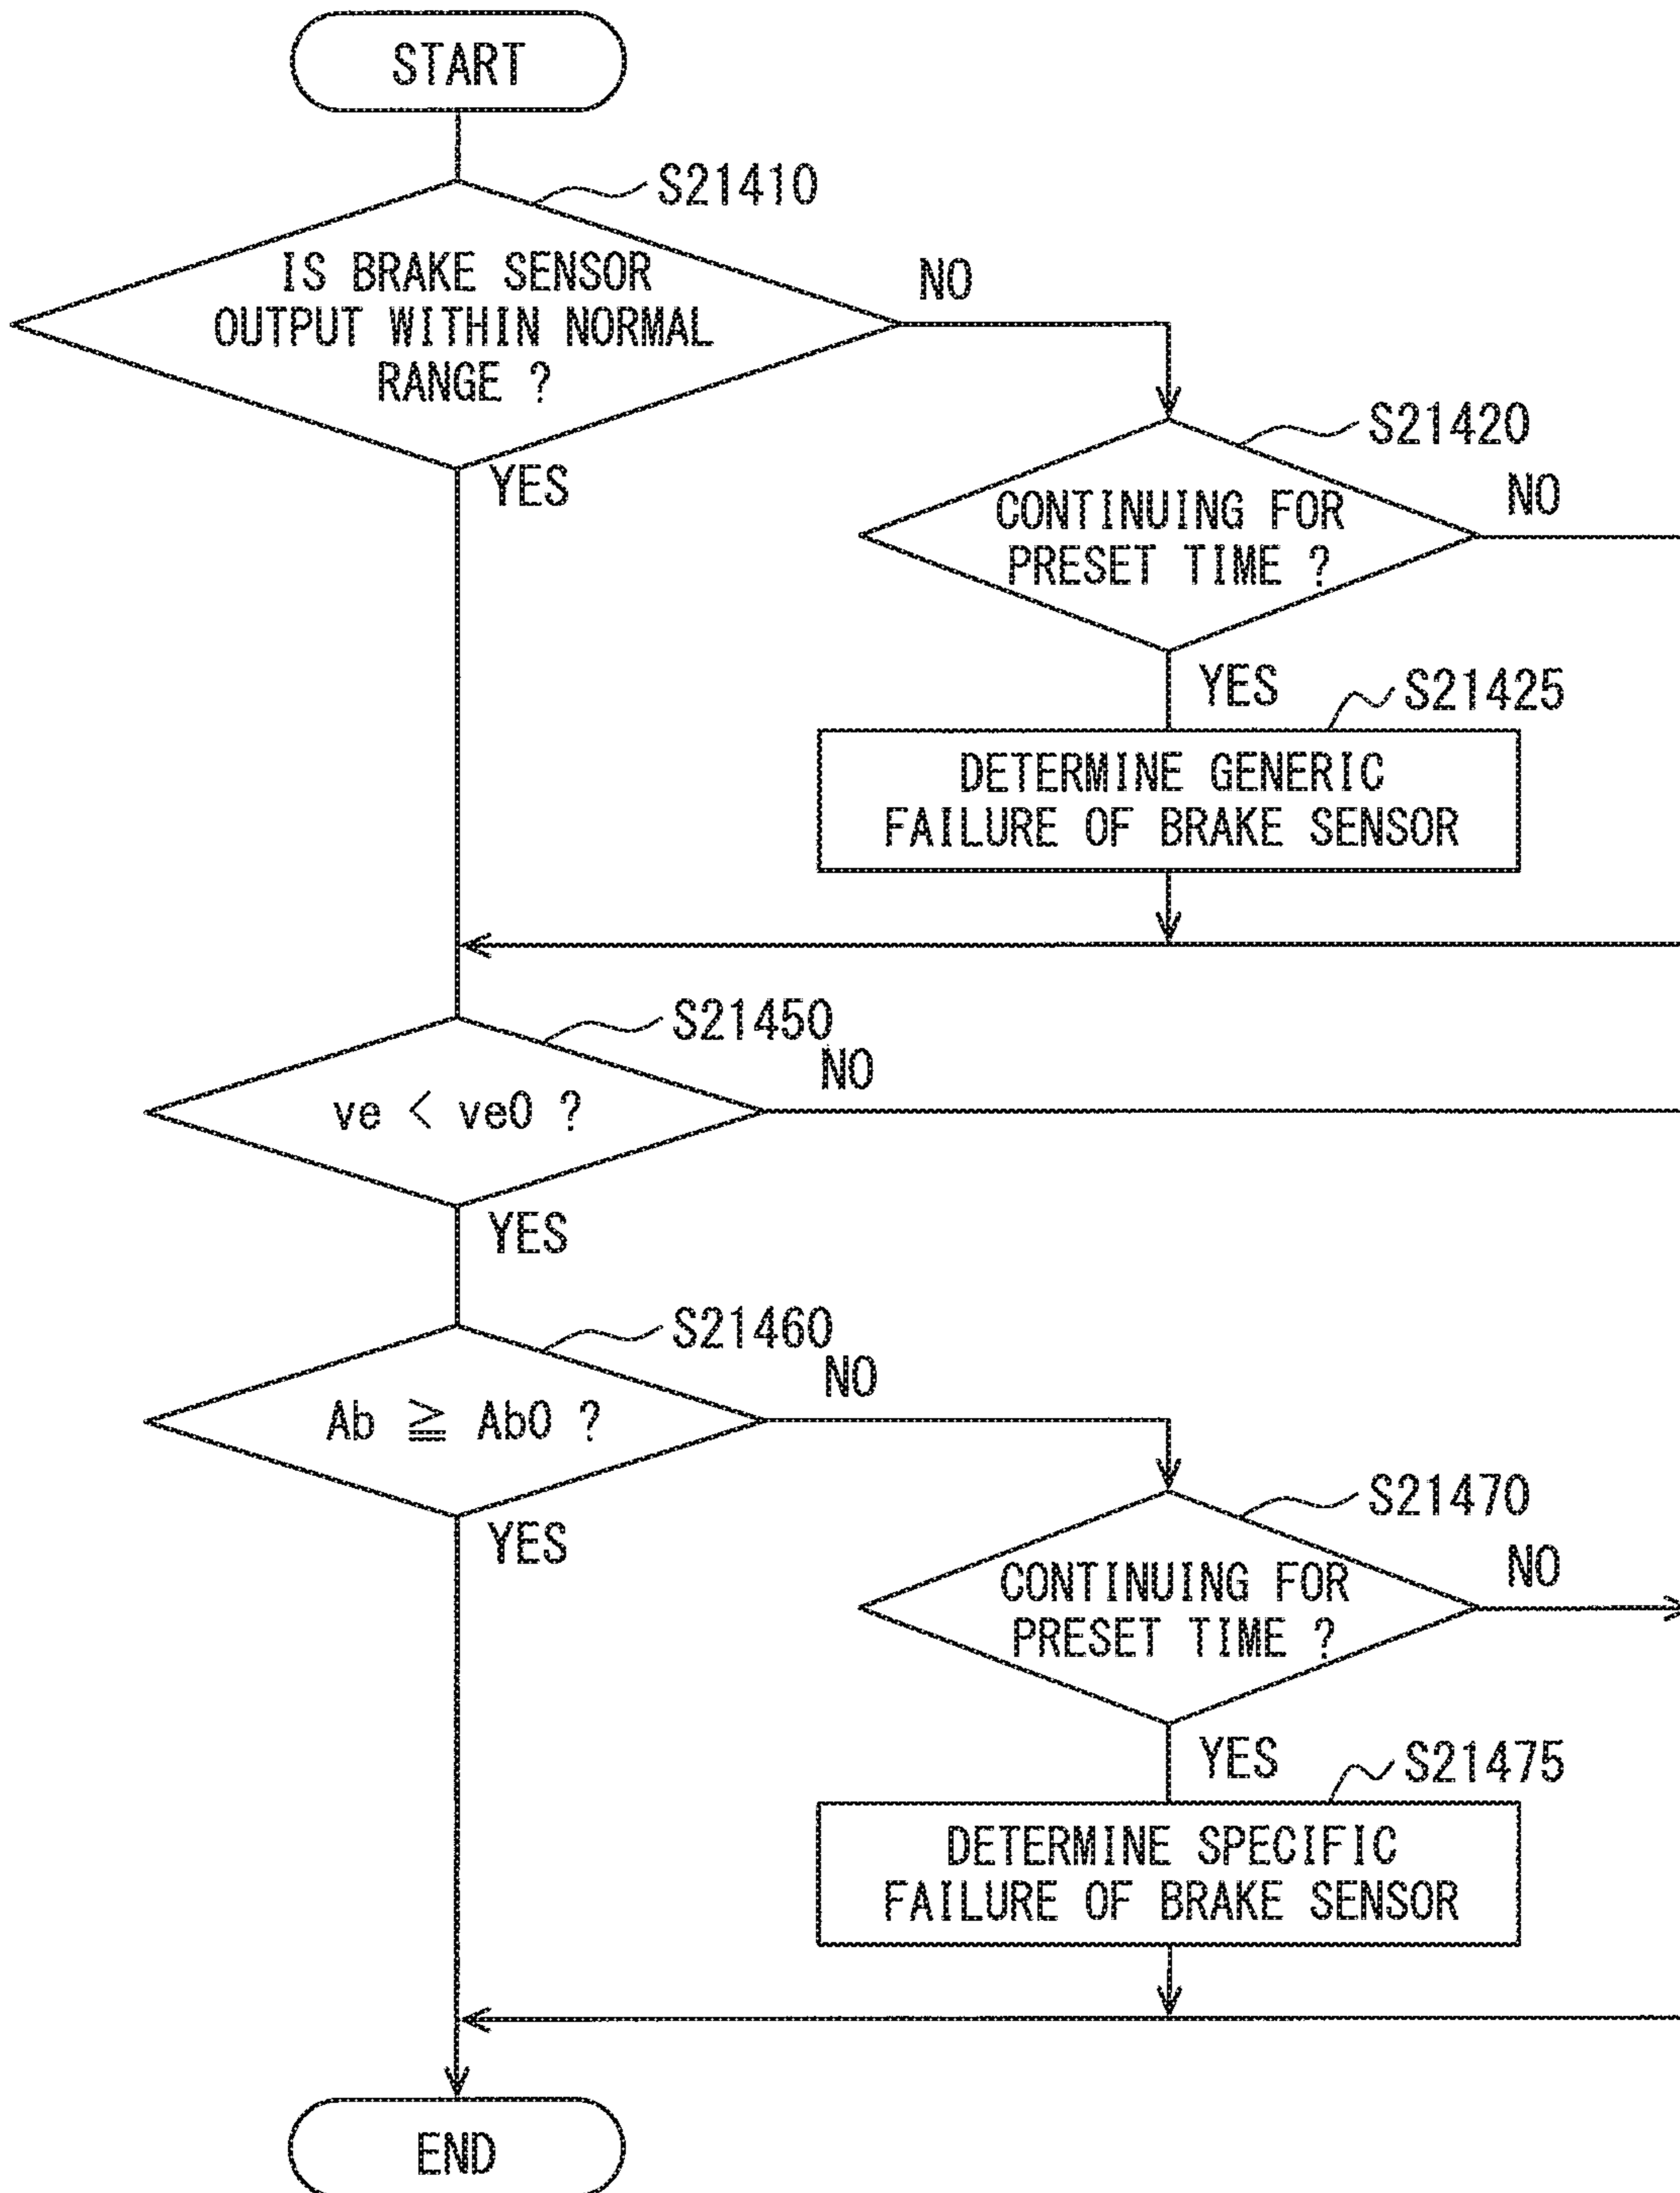 START
S21410
IS BRAKE SENSOR
OUTPUT WITHIN NORMAL
RANGE ?
NO
YES
S21420
CONTINUING FOR
PRESET TIME ?
NO
YES
S21425
DETERMINE GENERIC
FAILURE OF BRAKE SENSOR
S21450
ve < ve0 ?
NO
YES
S21460
Ab ≧ Ab0 ?
NO
YES
S21470
CONTINUING FOR
PRESET TIME ?
NO
YES
S21475
DETERMINE SPECIFIC
FAILURE OF BRAKE SENSOR
END